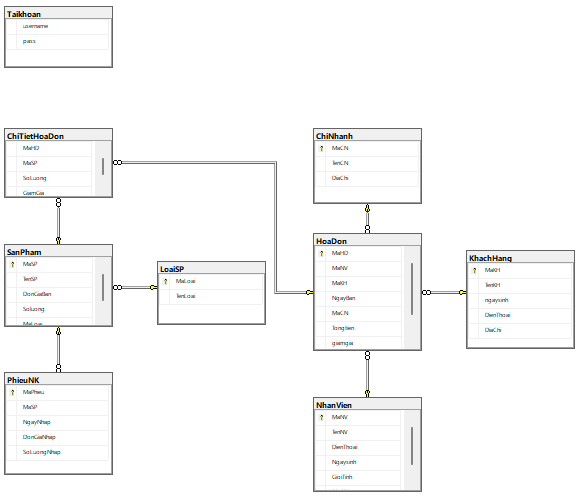 Taikhoan
username
pass
ChiTietHoaDon
MaHD
MaSP
SoLuong
GiamGia
ChiNhanh
MaCN
TenCN
DiaChi
SanPham
MaSP
TenSP
DonGiaBan
Soluong
MaLoai
LoaiSP
MaLoai
TenLoai
HoaDon
MaHD
MaNV
MaKH
NgayBan
MaCN
Tongtien
giamgia
KhachHang
MaKH
TenKH
ngaysinh
DienThoai
DiaChi
PhieuNK
MaPhieu
MaSP
NgayNhap
DonGiaNhap
SoLuongNhap
NhanVien
MaNV
TenNV
DienThoai
Ngaysinh
GioiTinh